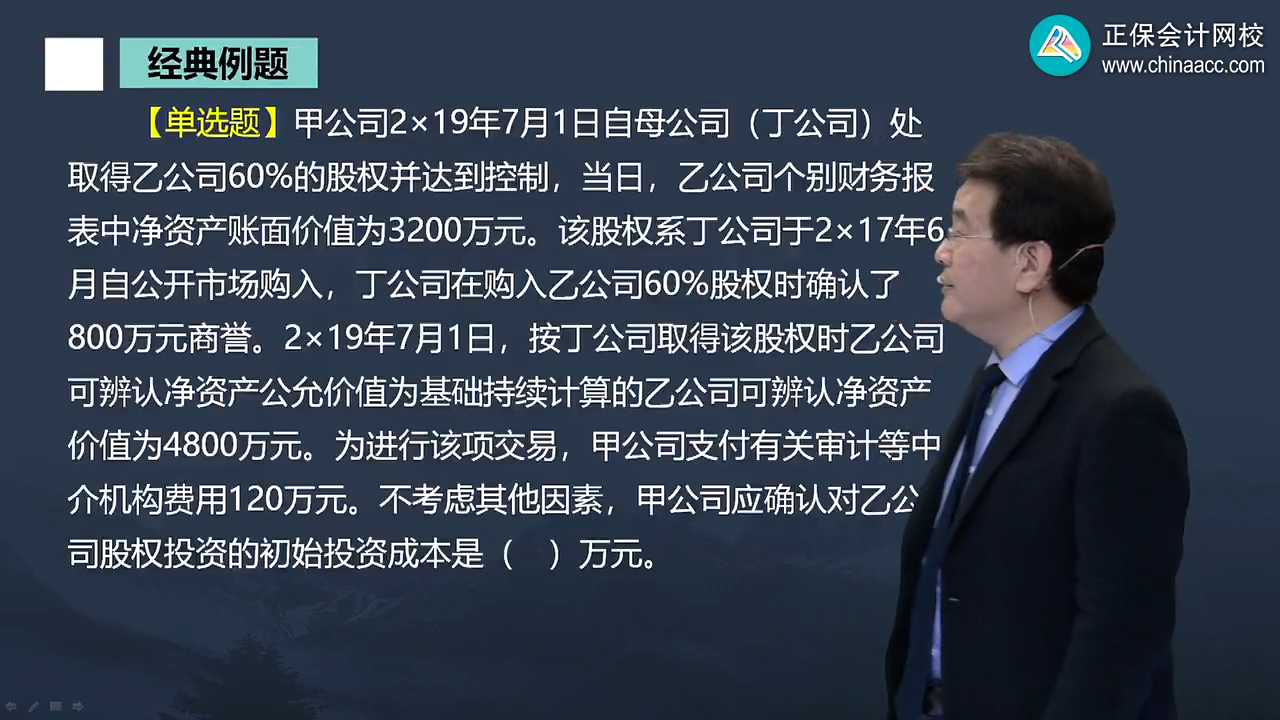 正保会计网校
www.chinaacc.com
经典例题
【单选题】甲公司2×19年7月1日自母公司（丁公司）处
取得乙公司60%的股权并达到控制，当日，乙公司个别财务报
表中净资产账面价值为3200万元。该股权系丁公司于2×17年6
月自公开市场购入，丁公司在购入乙公司60%股权时确认了
800万元商誉。2×19年7月1日，按丁公司取得该股权时乙公司
可辨认净资产公允价值为基础持续计算的乙公司可辨认净资产
价值为4800万元。为进行该项交易，甲公司支付有关审计等中
介机构费用120万元。不考虑其他因素，甲公司应确认对乙公
司股权投资的初始投资成本是（ ）万元。